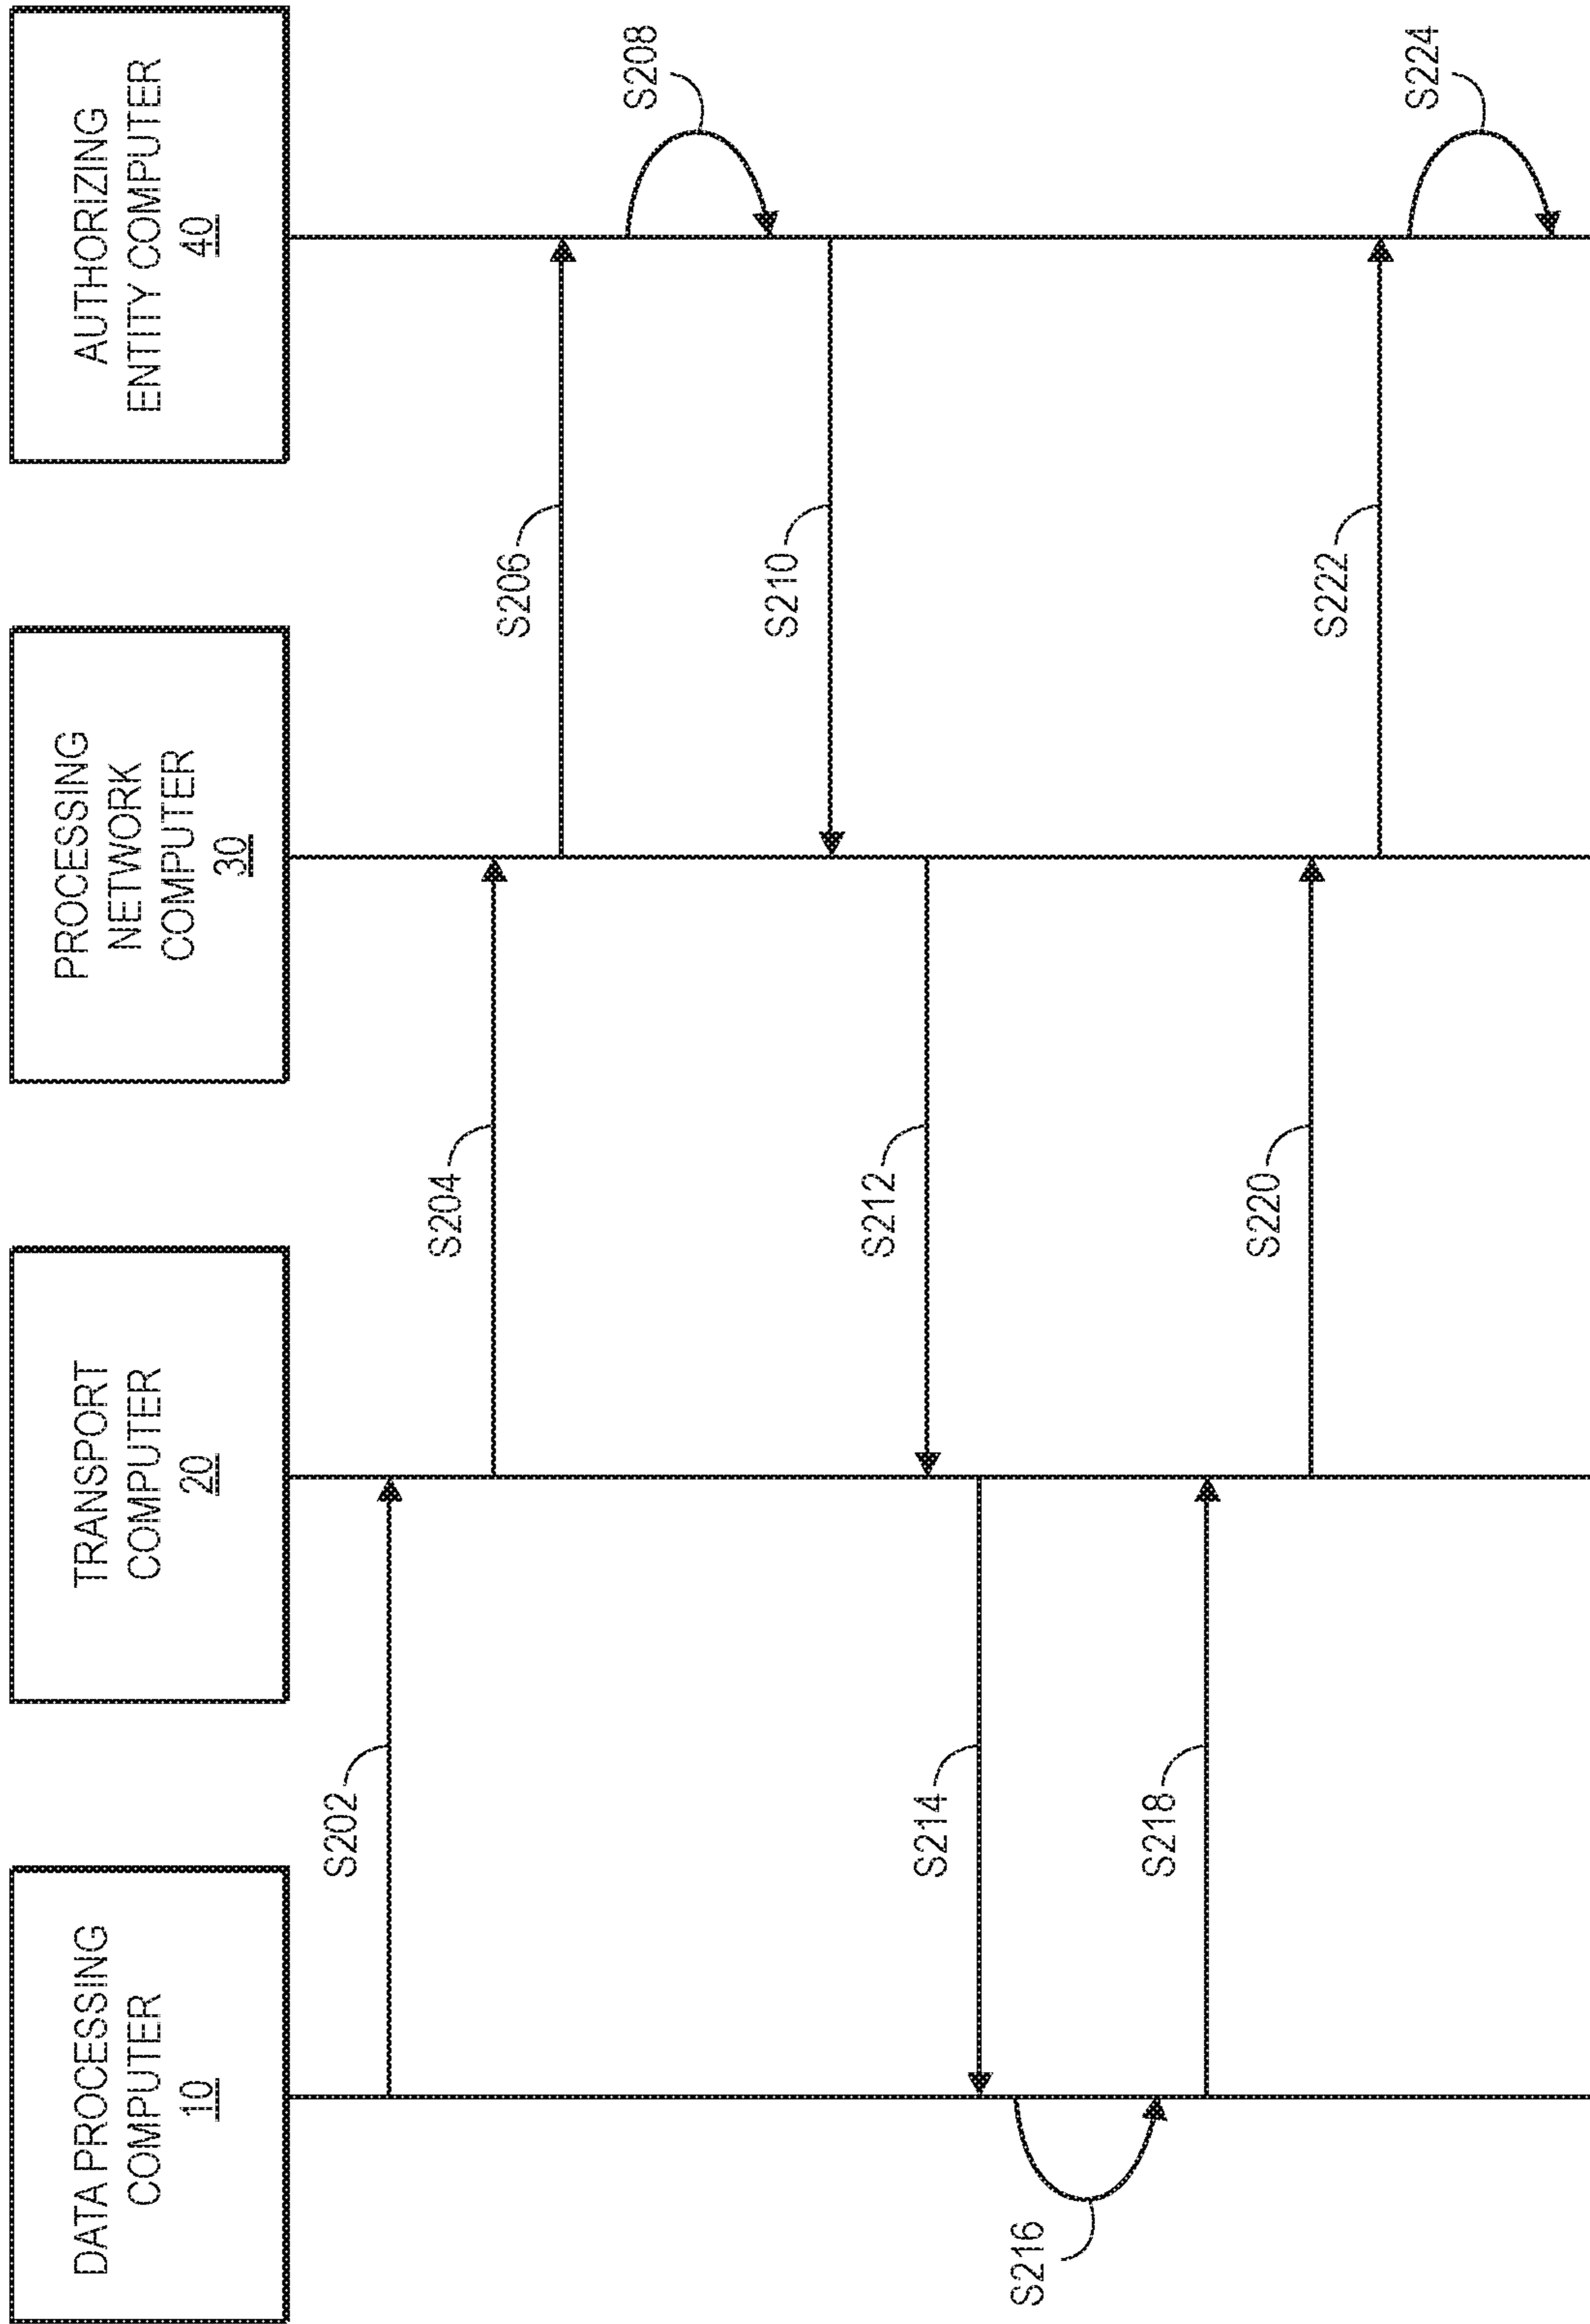 DATA PROCESSING
COMPUTER
10
TRANSPORT
COMPUTER
20
PROCESSING
NETWORK
COMPUTER
30
AUTHORIZING
ENTITY COMPUTER
40
S202
S204
S206
S208
S210
S212
S214
S216
S218
S220
S222
S224